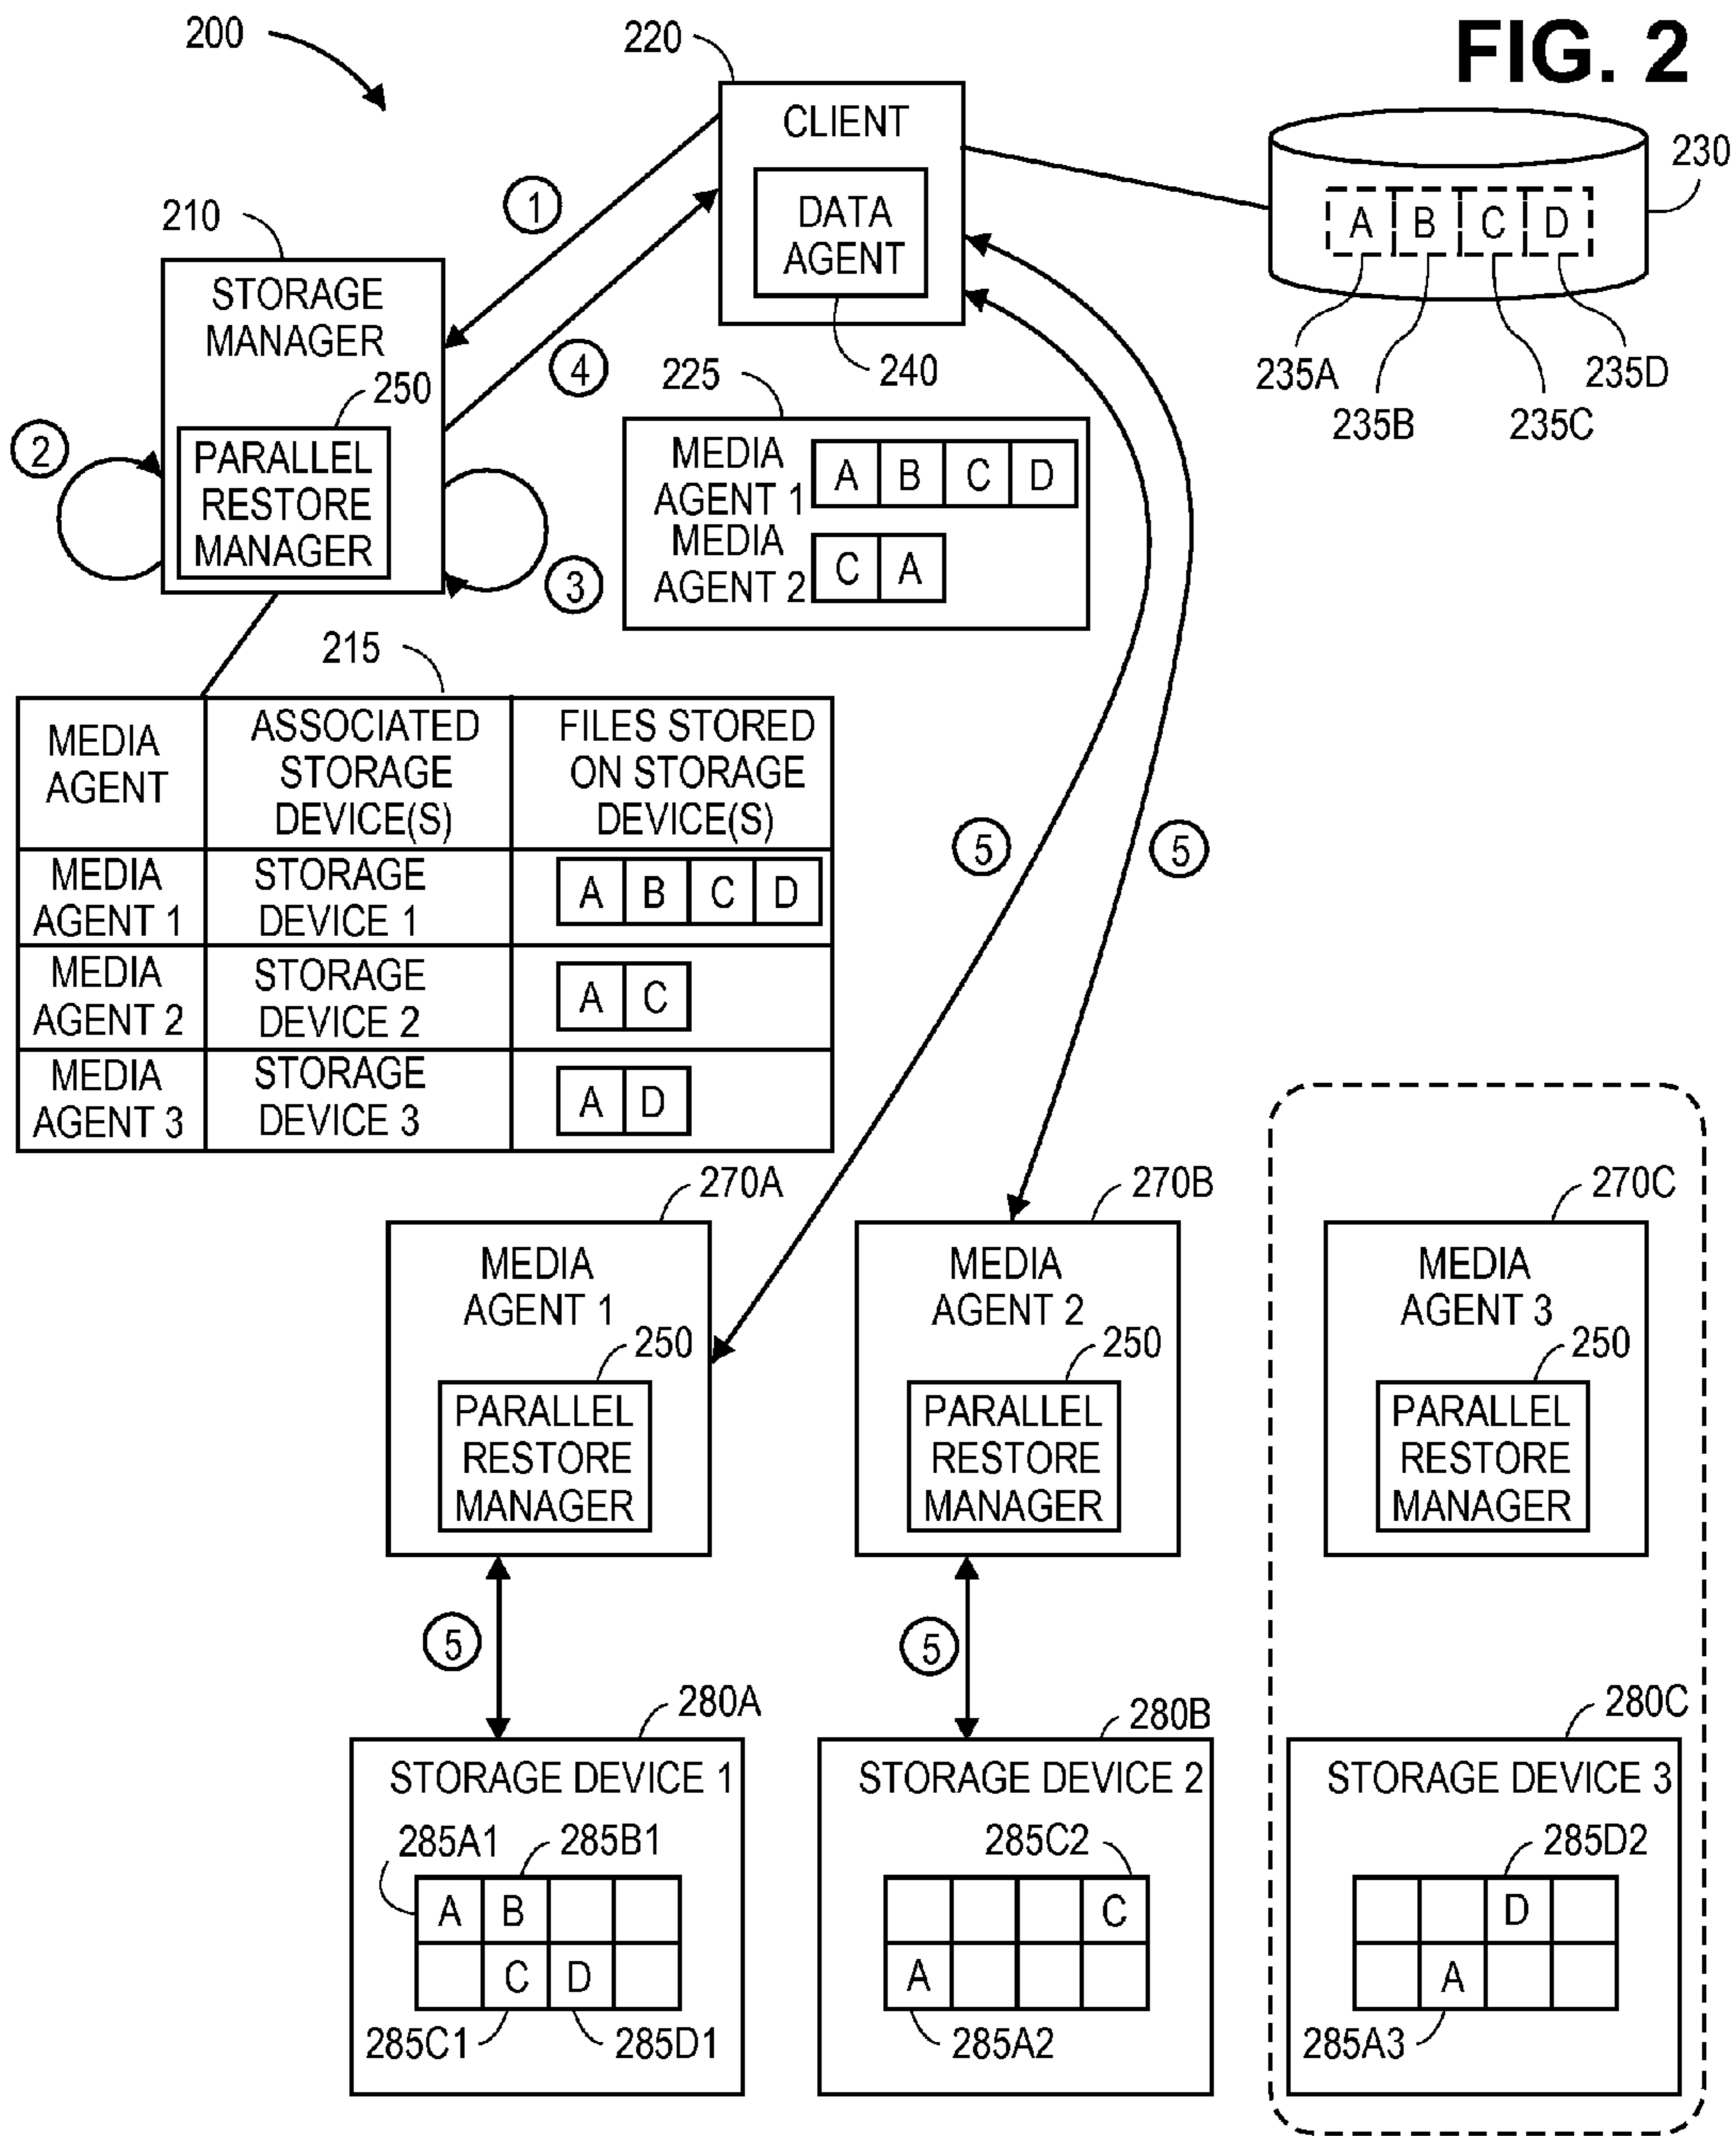 FIG. 2
200
220
CLIENT
DATA
AGENT
240
230
A B C D
235A
235B
235C
235D
1
4
210
STORAGE
MANAGER
250
PARALLEL
RESTORE
MANAGER
2
3
225
MEDIA
AGENT 1
A B C D
MEDIA
AGENT 2
C A
215
MEDIA
AGENT
ASSOCIATED
STORAGE
DEVICE(S)
FILES STORED
ON STORAGE
DEVICE(S)
MEDIA
AGENT 1
STORAGE
DEVICE 1
A B C D
MEDIA
AGENT 2
STORAGE
DEVICE 2
A C
MEDIA
AGENT 3
STORAGE
DEVICE 3
A D
5
5
270A
MEDIA
AGENT 1
250
PARALLEL
RESTORE
MANAGER
270B
MEDIA
AGENT 2
250
PARALLEL
RESTORE
MANAGER
270C
MEDIA
AGENT 3
250
PARALLEL
RESTORE
MANAGER
5
5
280A
STORAGE DEVICE 1
285A1
285B1
A B
C D
285C1
285D1
280B
STORAGE DEVICE 2
285C2
C
A
285A2
280C
STORAGE DEVICE 3
285D2
D
A
285A3